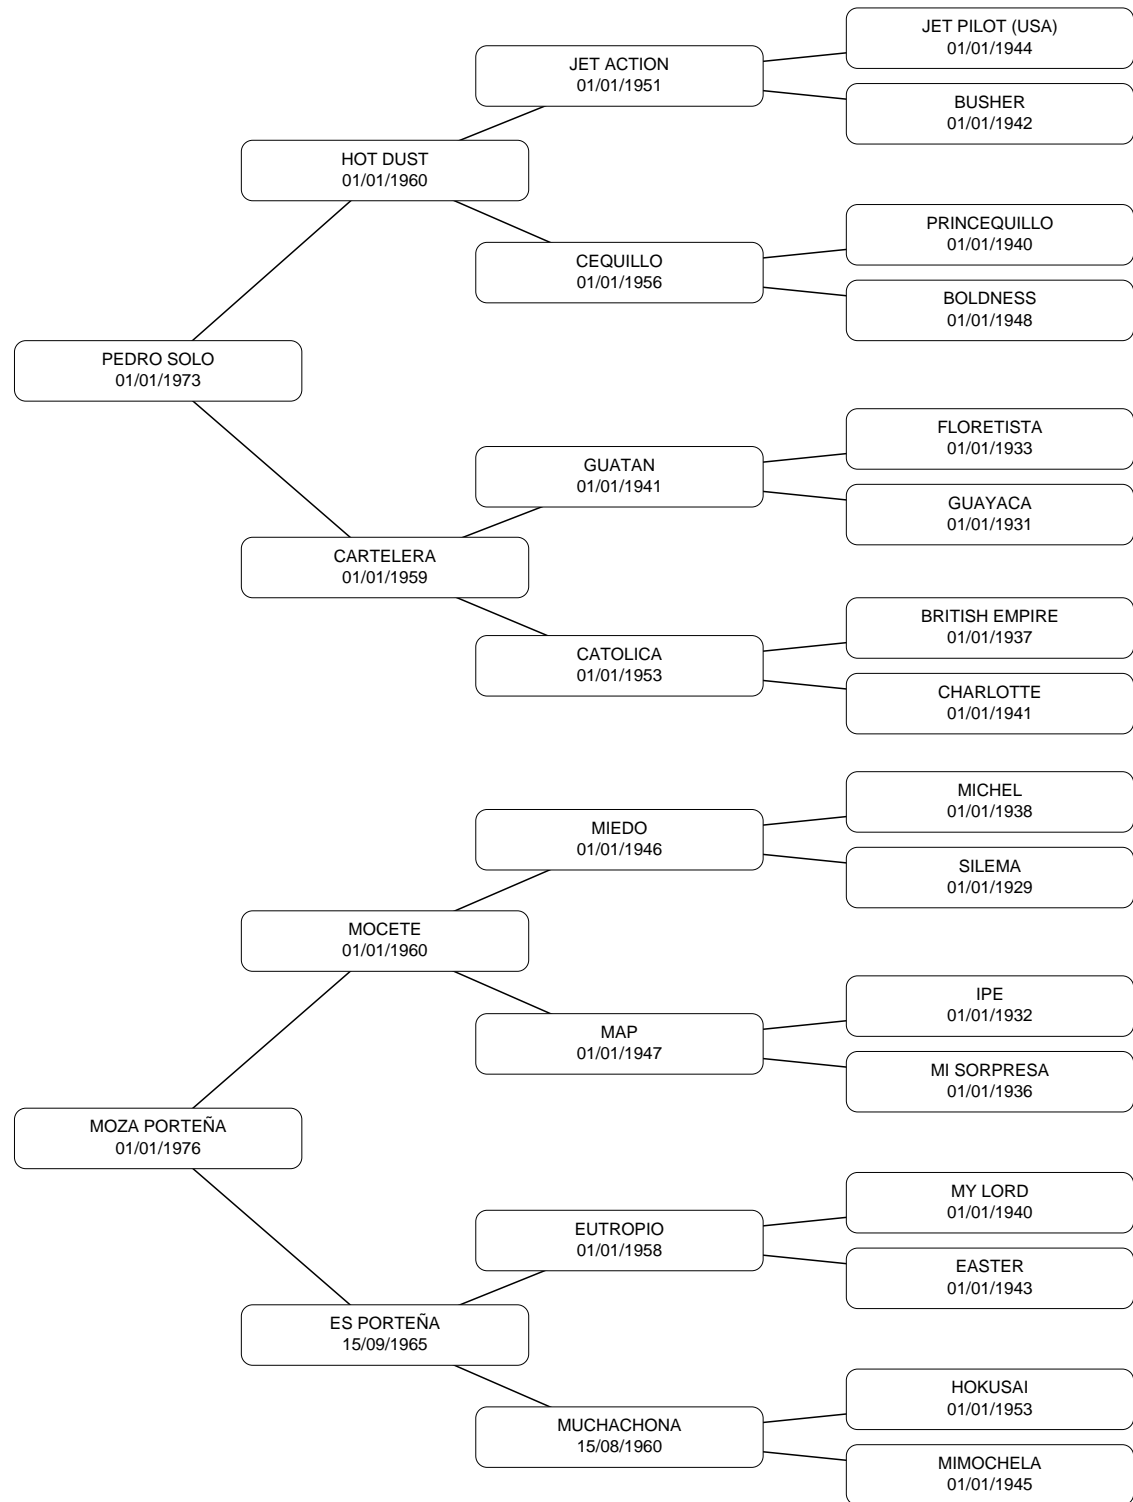 JET PILOT (USA)
01/01/1944
JET ACTION
01/01/1951
BUSHER
01/01/1942
HOT DUST
01/01/1960
PRINCEQUILLO
01/01/1940
CEQUILLO
01/01/1956
BOLDNESS
01/01/1948
PEDRO SOLO
01/01/1973
FLORETISTA
01/01/1933
GUATAN
01/01/1941
GUAYACA
01/01/1931
CARTELERA
01/01/1959
BRITISH EMPIRE
01/01/1937
CATOLICA
01/01/1953
CHARLOTTE
01/01/1941
MICHEL
01/01/1938
MIEDO
01/01/1946
SILEMA
01/01/1929
MOCETE
01/01/1960
IPE
01/01/1932
MAP
01/01/1947
MI SORPRESA
01/01/1936
MOZA PORTEÑA
01/01/1976
MY LORD
01/01/1940
EUTROPIO
01/01/1958
EASTER
01/01/1943
ES PORTEÑA
15/09/1965
HOKUSAI
01/01/1953
MUCHACHONA
15/08/1960
MIMOCHELA
01/01/1945